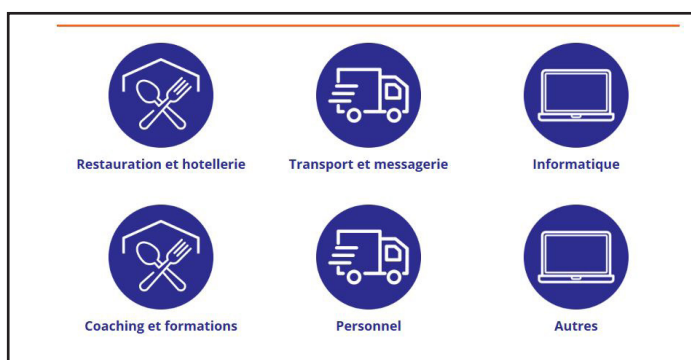 Restauration et hotellerie
Transport et messagerie
Informatique
Coaching et formations
Personnel
Autres